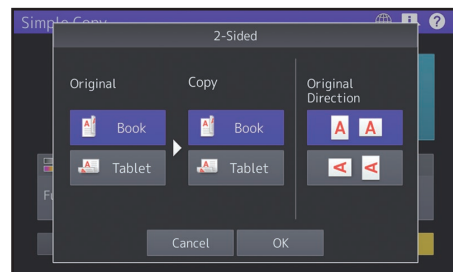 Simple Copy
2-Sided
Original
Copy
Original
Direction
Book
Book
A A
Tablet
Tablet
A A
Cancel
OK